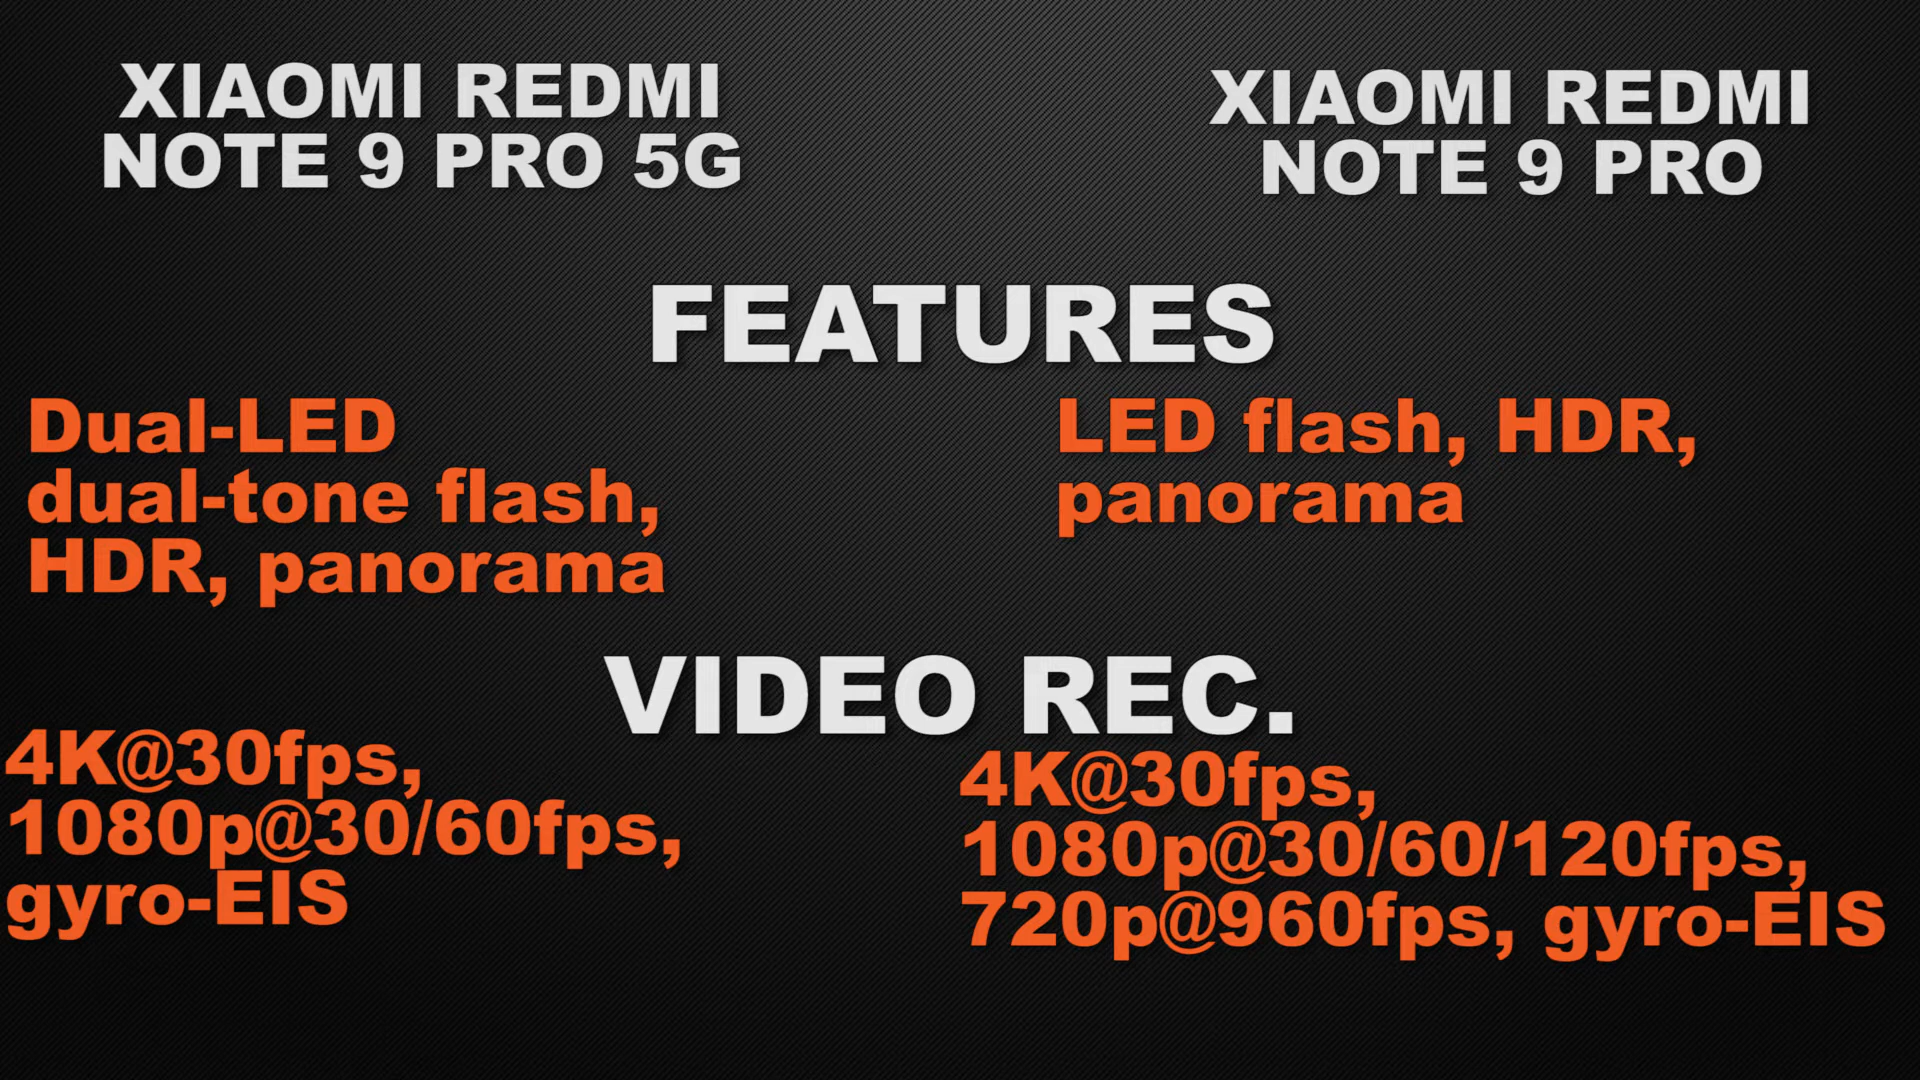 XIAOMI REDMI
NOTE 9 PRO 5G
XIAOMI REDMI
NOTE 9 PRO
FEATURES
Dual-LED
dual-tone flash,
HDR, panorama
LED flash, HDR,
panorama
VIDEO REC.
4K@30fps,
1080p@30/60fps,
gyro-EIS
4K@30fps,
1080p@30/60/120fps,
720p@960fps, gyro-EIS